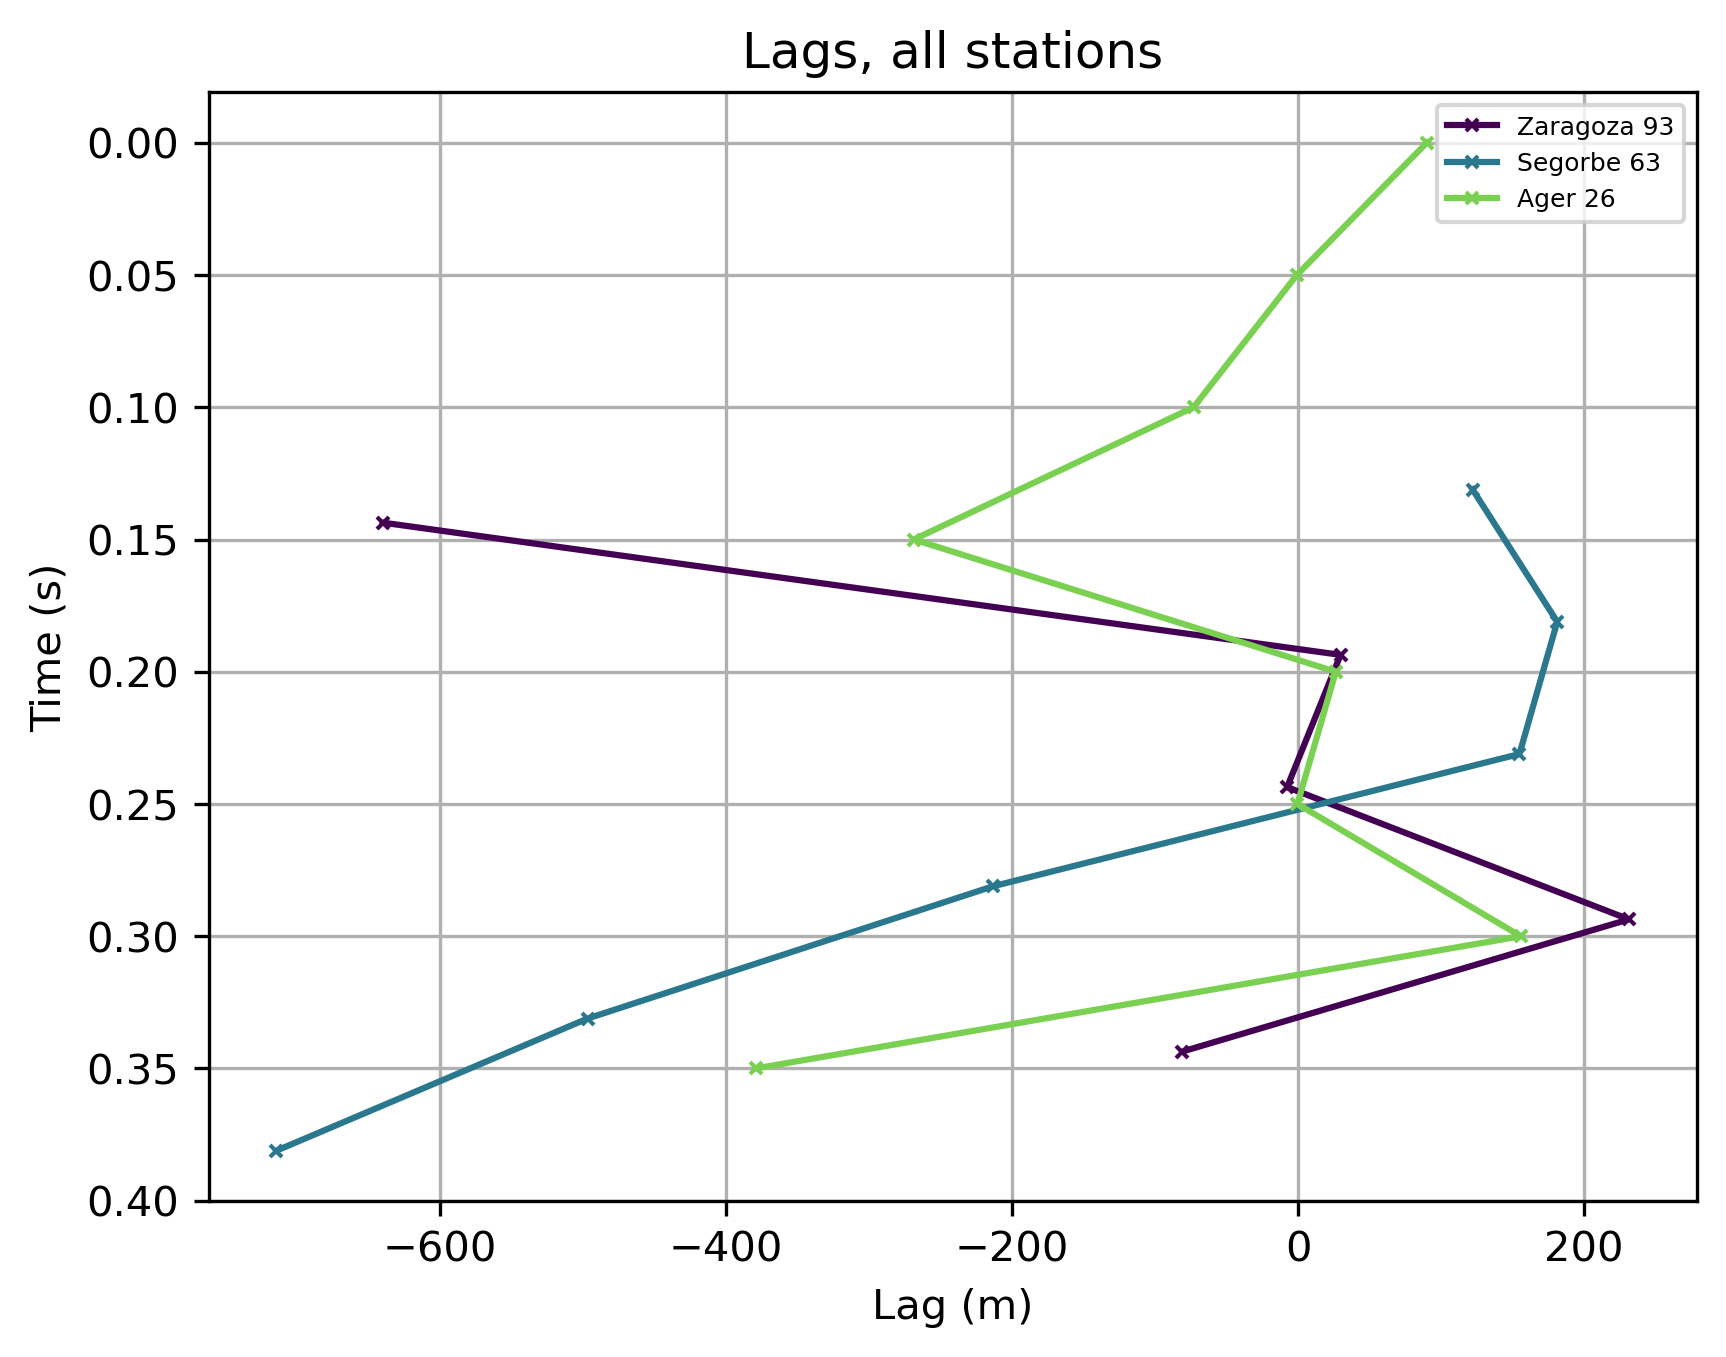 Lags, all stations
Zaragoza 93
Segorbe 63
Ager 26
0.00
0.05
0.10
0.15
0.20
0.25
0.30
0.35
0.40
Time (s)
−600 −400 −200 0 200
Lag (m)